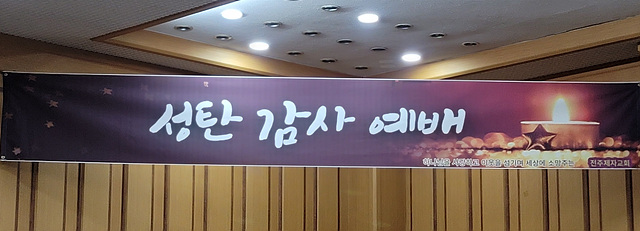 성탄 감사 예배
하나님을 사랑하고 이웃을 섬기며 세상에 소망주는 전주제자교회